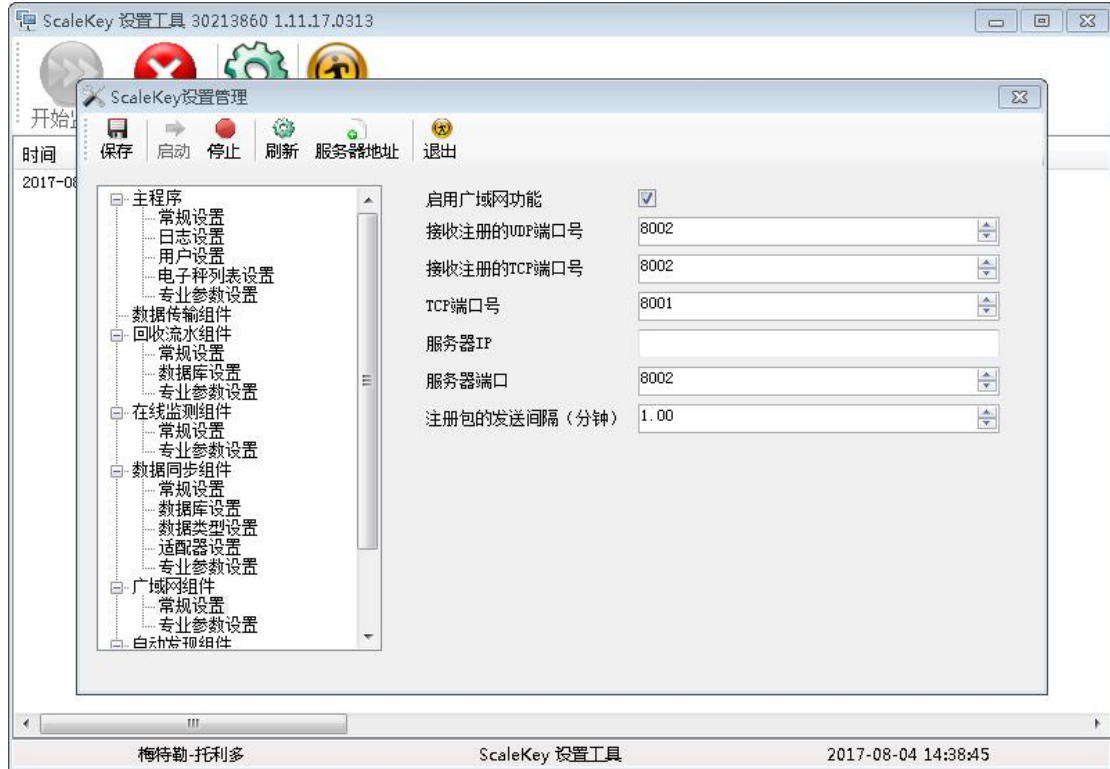 ScaleKey 设置工具 30213860 1.11.17.0313
开始
ScaleKey设置管理
保存 启动 停止 刷新 服务器地址 退出
时间
2017-08
主程序
常规设置
日志设置
用户设置
电子秤列表设置
专业参数设置
数据传输组件
回收流水组件
常规设置
数据库设置
专业参数设置
在线监测组件
常规设置
专业参数设置
数据同步组件
常规设置
数据库设置
数据类型设置
适配器设置
专业参数设置
广域网组件
常规设置
专业参数设置
自动发现组件
启用广域网功能
接收注册的UDP端口号 8002
接收注册的TCP端口号 8002
TCP端口号 8001
服务器IP
服务器端口 8002
注册包的发送间隔（分钟） 1.00
梅特勒-托利多 ScaleKey 设置工具 2017-08-04 14:38:45